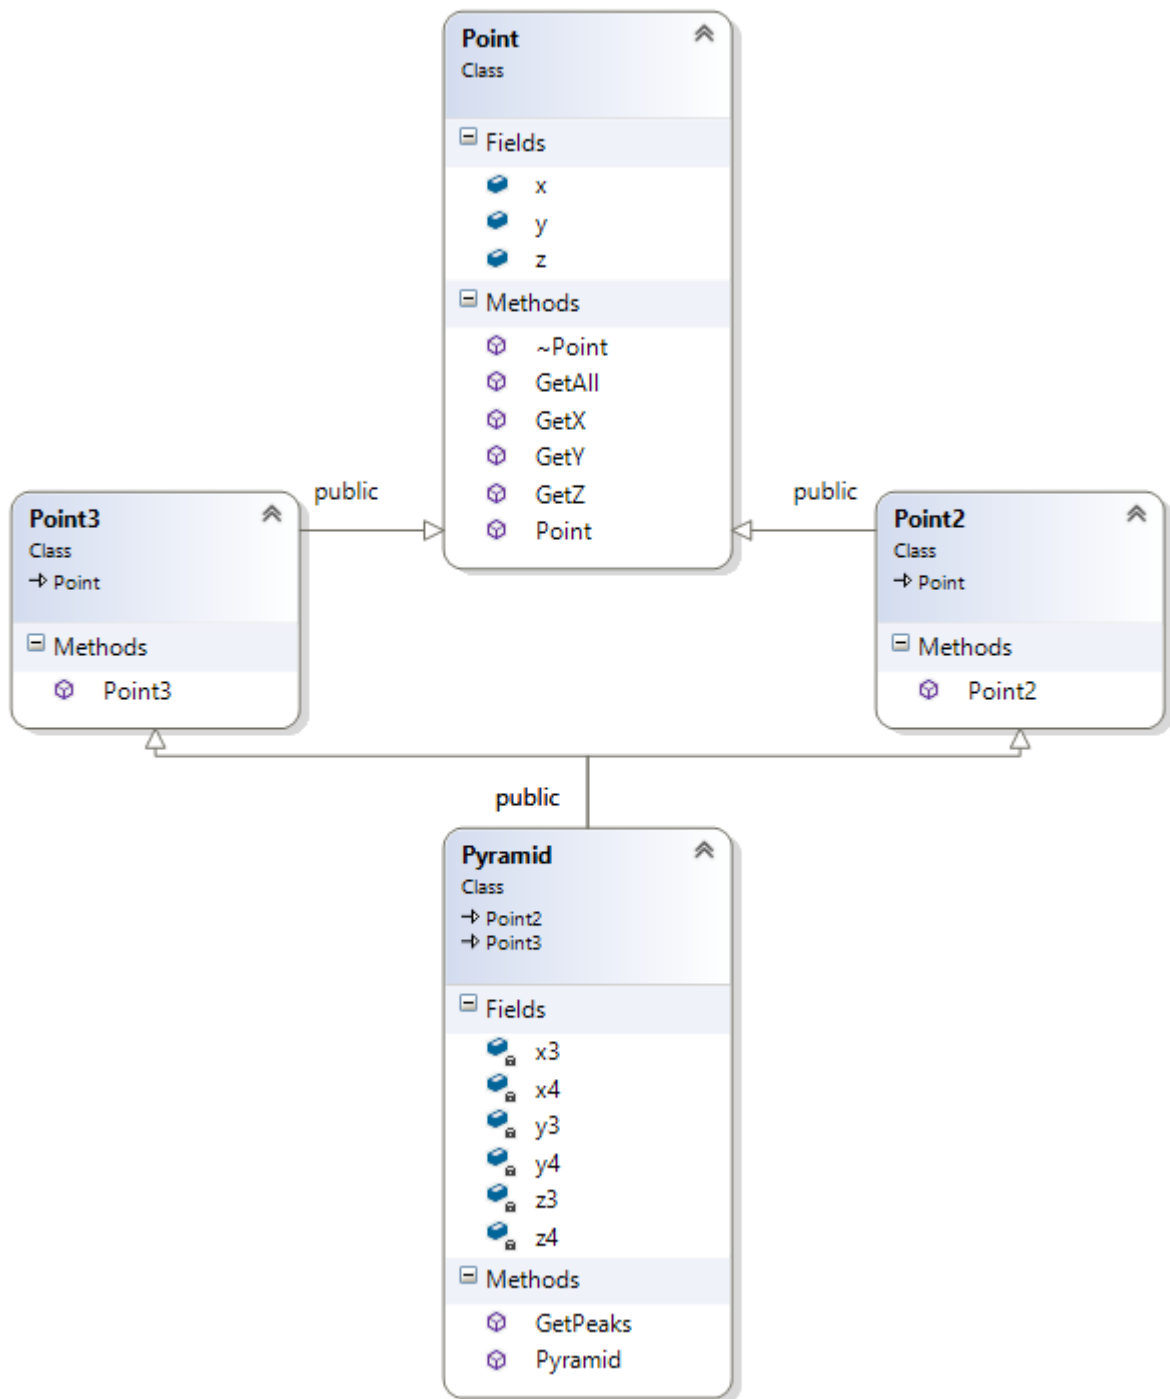 Point
Class
Fields
x
y
z
Methods
~Point
GetAll
GetX
GetY
GetZ
Point
public
public
Point3
Class
Point
Methods
Point3
Point2
Class
Point
Methods
Point2
public
Pyramid
Class
Point2
Point3
Fields
x3
x4
y3
y4
z3
z4
Methods
GetPeaks
Pyramid